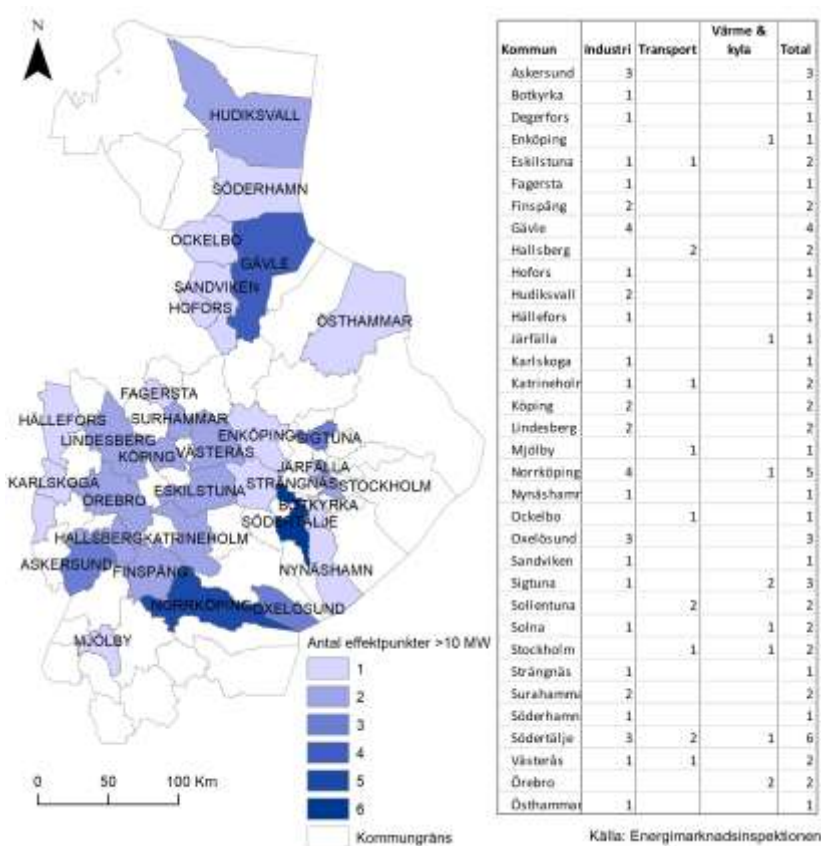 N
HUDIKSVALL
SÖDERHAMN
OCKELBO
GÄVLE
SANDVIKEN
HOFORS
ÖSTHAMMAR
FAGERSTA
HÄLLEFORS
SURHAMMAR
LINDESBERG
ENKÖPING
SIGTUNA
KÖPING
VÄSTERÅS
JÄRFÄLLA
KARLSKOGA
STRÄNGNÄS
STOCKHOLM
ESKILSTUNA
ÖREBRO
BOTKYRKA
SÖDERTÄLJE
HALLSBERG
KATRINEHOLM
ASKERSUND
FINSPÅNG
NYNÄSHAMN
NORRKÖPING
OXELÖSUND
MJÖLBY
Antal effektpunkter >10 MW
1
2
3
4
5
6
Kommungräns
0 50 100 Km
Kommun Industri Transport Värme & kyla Total
Askersund 3 3
Botkyrka 1 1
Degerfors 1 1
Enköping 1 1
Eskilstuna 1 1 2
Fagersta 1 1
Finspång 2 2
Gävle 4 4
Hallsberg 2 2
Hofors 1 1
Hudiksvall 2 2
Hällefors 1 1
Järfälla 1 1
Karlskoga 1 1
Katrineholm 1 1 2
Köping 2 2
Lindesberg 2 2
Mjölby 1 1
Norrköping 4 1 5
Nynäshamn 1 1
Ockelbo 1 1
Oxelösund 3 3
Sandviken 1 1
Sigtuna 1 2 3
Sollentuna 2 2
Solna 1 1 2
Stockholm 1 1 2
Strängnäs 1 1
Surahamma 2 2
Söderhamn 1 1
Södertälje 3 2 1 6
Västerås 1 1 2
Örebro 2 2
Östhammar 1 1
Källa: Energimarknadsinspektionen